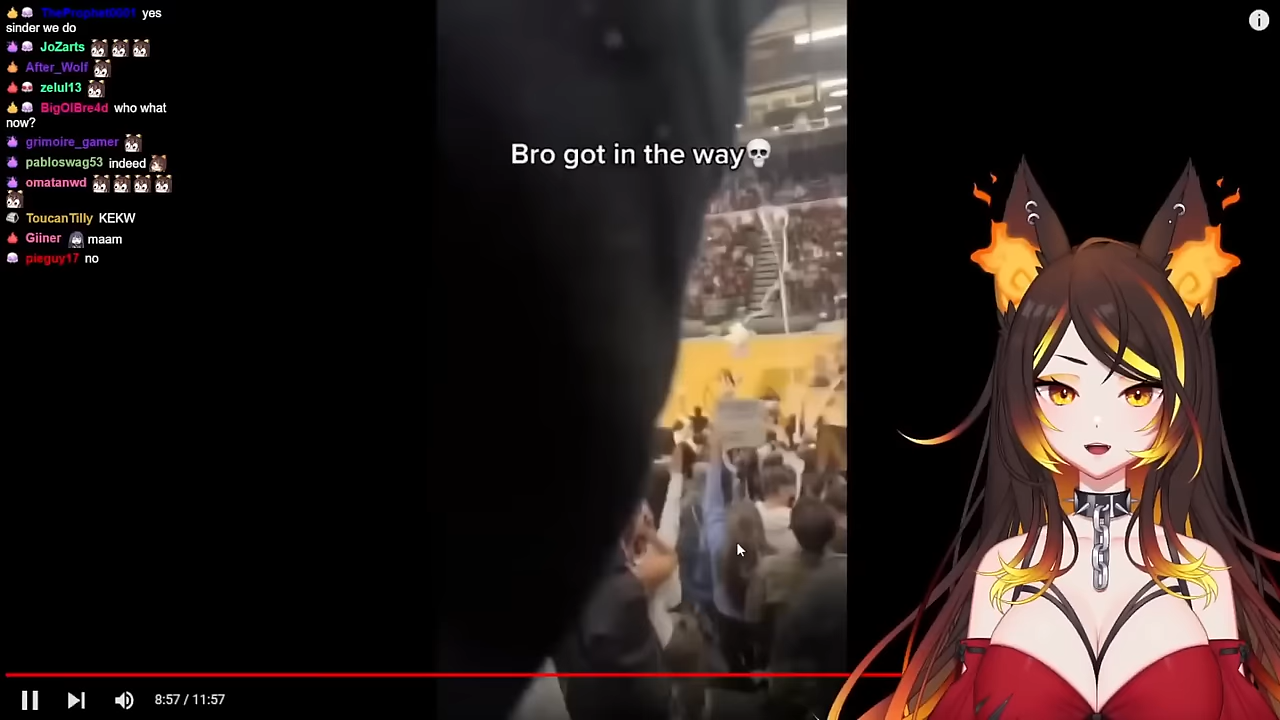 TheProphet0001 yes
sinder we do
JoZarts
After_Wolf
zelul13
BigOlBre4d who what
now?
grimoire_gamer
pabloswag53 indeed
omatanwd
ToucanTilly KEKW
Giiner maam
pieguy17 no
Bro got in the way💀
8:57 / 11:57